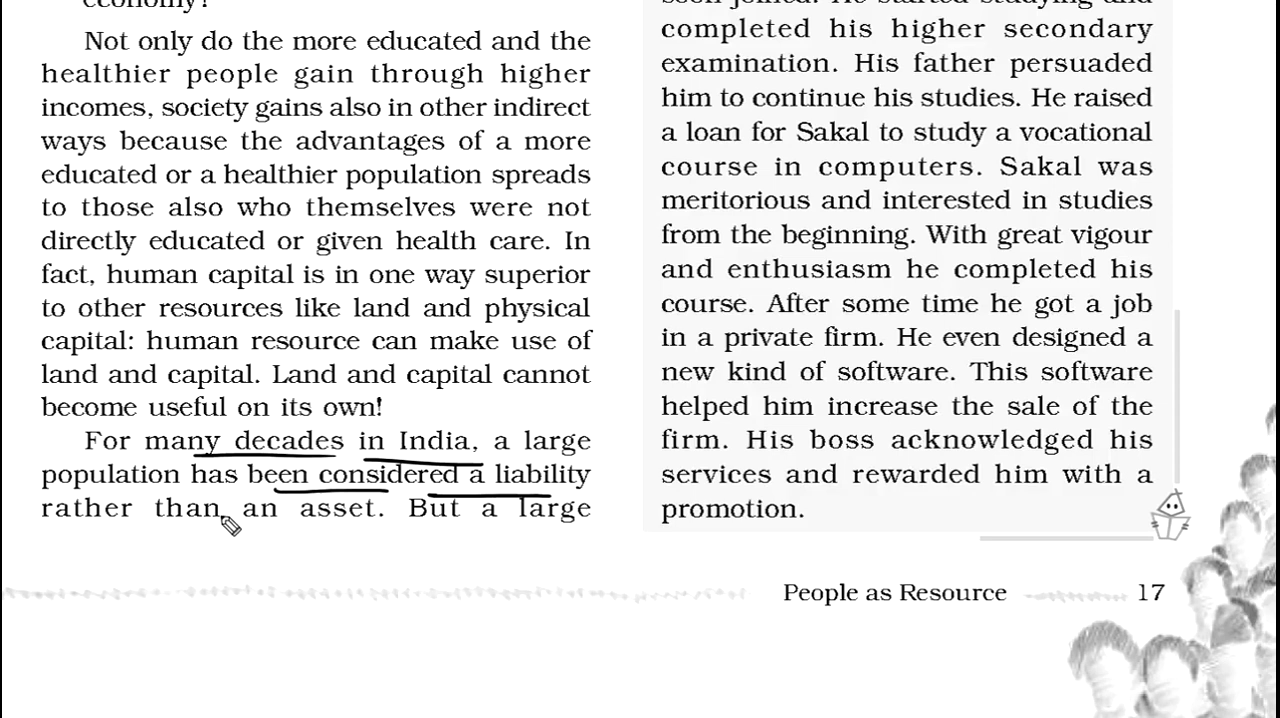 economy?
Not only do the more educated and the
healthier people gain through higher
incomes, society gains also in other indirect
ways because the advantages of a more
educated or a healthier population spreads
to those also who themselves were not
directly educated or given health care. In
fact, human capital is in one way superior
to other resources like land and physical
capital: human resource can make use of
land and capital. Land and capital cannot
become useful on its own!
For many decades in India, a large
population has been considered a liability
rather than an asset. But a large
seen joined. He started studying and
completed his higher secondary
examination. His father persuaded
him to continue his studies. He raised
a loan for Sakal to study a vocational
course in computers. Sakal was
meritorious and interested in studies
from the beginning. With great vigour
and enthusiasm he completed his
course. After some time he got a job
in a private firm. He even designed a
new kind of software. This software
helped him increase the sale of the
firm. His boss acknowledged his
services and rewarded him with a
promotion.
People as Resource
17